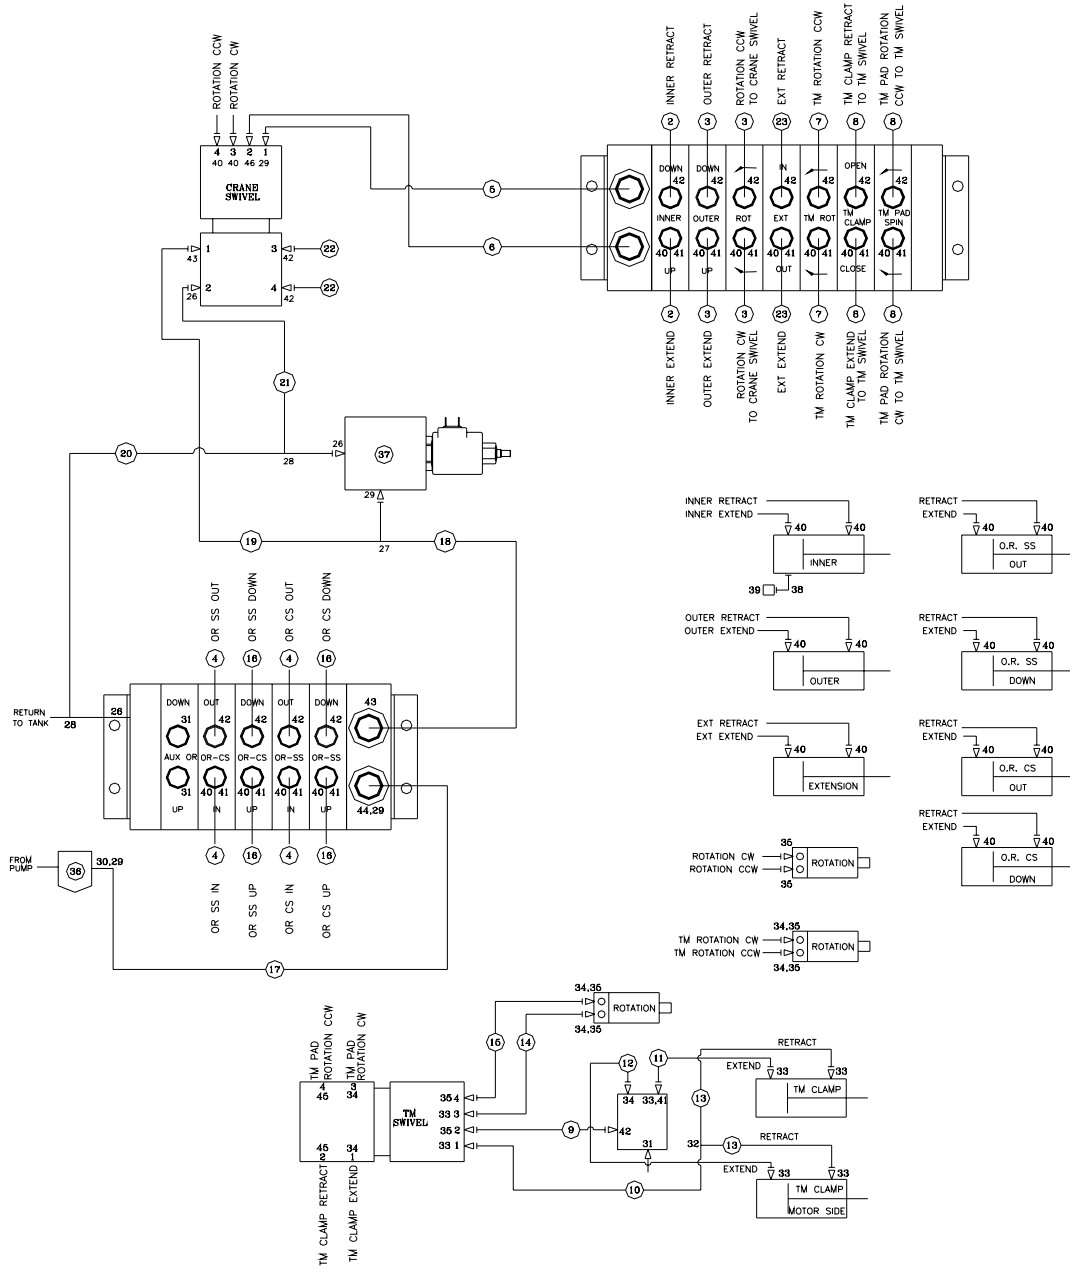 ROTATION CCW
ROTATION CW
4 3 2 1
40 40 46 29
CRANE
SWIVEL
1 3
43 42
22
2 4
26 42
22
5
6
INNER RETRACT
OUTER RETRACT
ROTATION CCW
TO CRANE SWIVEL
EXT RETRACT
TM ROTATION CCW
TM CLAMP RETRACT
TO TM SWIVEL
TM PAD ROTATION
CCW TO TM SWIVEL
2 3 3 23 7 8 8
DOWN DOWN IN OPEN
42 42 42 42 42 42 42
INNER OUTER ROT EXT TM ROT TM CLAMP TM PAD SPIN
40 41 40 41 40 41 40 41 40 41 40 41 40 41
UP UP OUT CLOSE
2 3 3 23 7 8 8
INNER EXTEND
OUTER EXTEND
ROTATION CW
TO CRANE SWIVEL
EXT EXTEND
TM ROTATION CW
TM CLAMP EXTEND
TO TM SWIVEL
TM PAD ROTATION
CW TO TM SWIVEL
21
20
28
26
37
29
19
27
18
OR SS OUT
OR SS DOWN
OR CS OUT
OR CS DOWN
4 16 4 16
RETURN
TO TANK
28
26
DOWN OUT DOWN OUT DOWN
31 42 42 42 42 43
AUX OR OR-CS OR-CS OR-SS OR-SS
31 40 41 40 41 40 41 40 41
UP IN UP IN UP
44,29
4 16 4 16
FROM
PUMP
36
30,29
OR SS IN
OR SS UP
OR CS IN
OR CS UP
17
INNER RETRACT
INNER EXTEND
40 40
INNER
39 38
RETRACT
EXTEND
40 40
O.R. SS
OUT
OUTER RETRACT
OUTER EXTEND
40 40
OUTER
RETRACT
EXTEND
40 40
O.R. SS
DOWN
EXT RETRACT
EXT EXTEND
40 40
EXTENSION
RETRACT
EXTEND
40 40
O.R. CS
OUT
RETRACT
EXTEND
40 40
O.R. CS
DOWN
35
ROTATION CW
ROTATION CCW
ROTATION
35
34,35
TM ROTATION CW
TM ROTATION CCW
ROTATION
34,35
34,35
ROTATION
34,35
15 14
TM PAD
ROTATION CCW
TM PAD
ROTATION CW
4 3
45 34
45 34
2 1
TM CLAMP RETRACT
TM CLAMP EXTEND
TM
SWIVEL
35 4
33 3
35 2
33 1
9
10
12 11
34 33,41
42
31
13
32
13
RETRACT
EXTEND
33 33
TM CLAMP
RETRACT
EXTEND
33 33
TM CLAMP
MOTOR SIDE